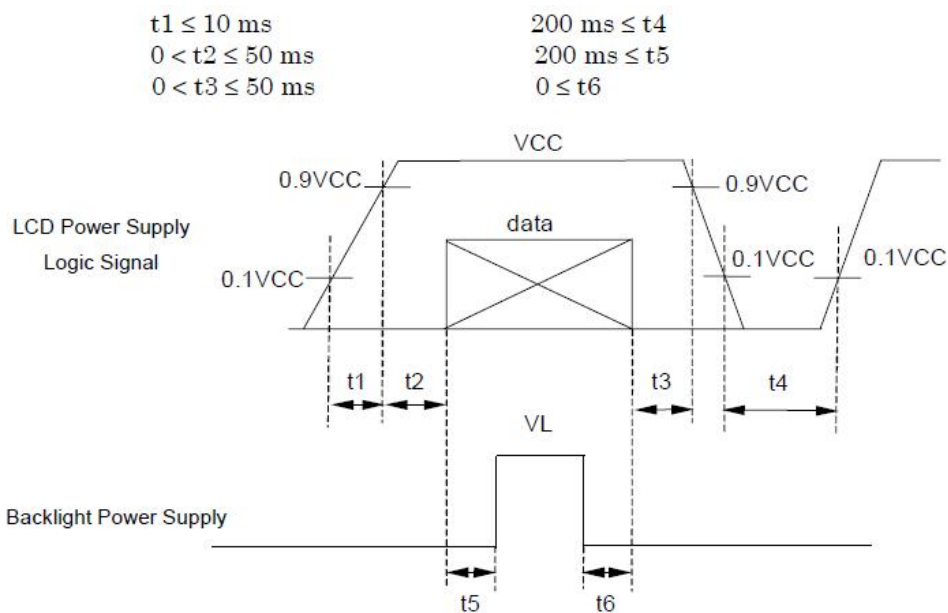 t1 ≤ 10 ms
200 ms ≤ t4
0 < t2 ≤ 50 ms
200 ms ≤ t5
0 < t3 ≤ 50 ms
0 ≤ t6
VCC
0.9VCC
0.9VCC
LCD Power Supply
Logic Signal
data
0.1VCC
0.1VCC
0.1VCC
t1
t2
t3
t4
VL
Backlight Power Supply
t5
t6